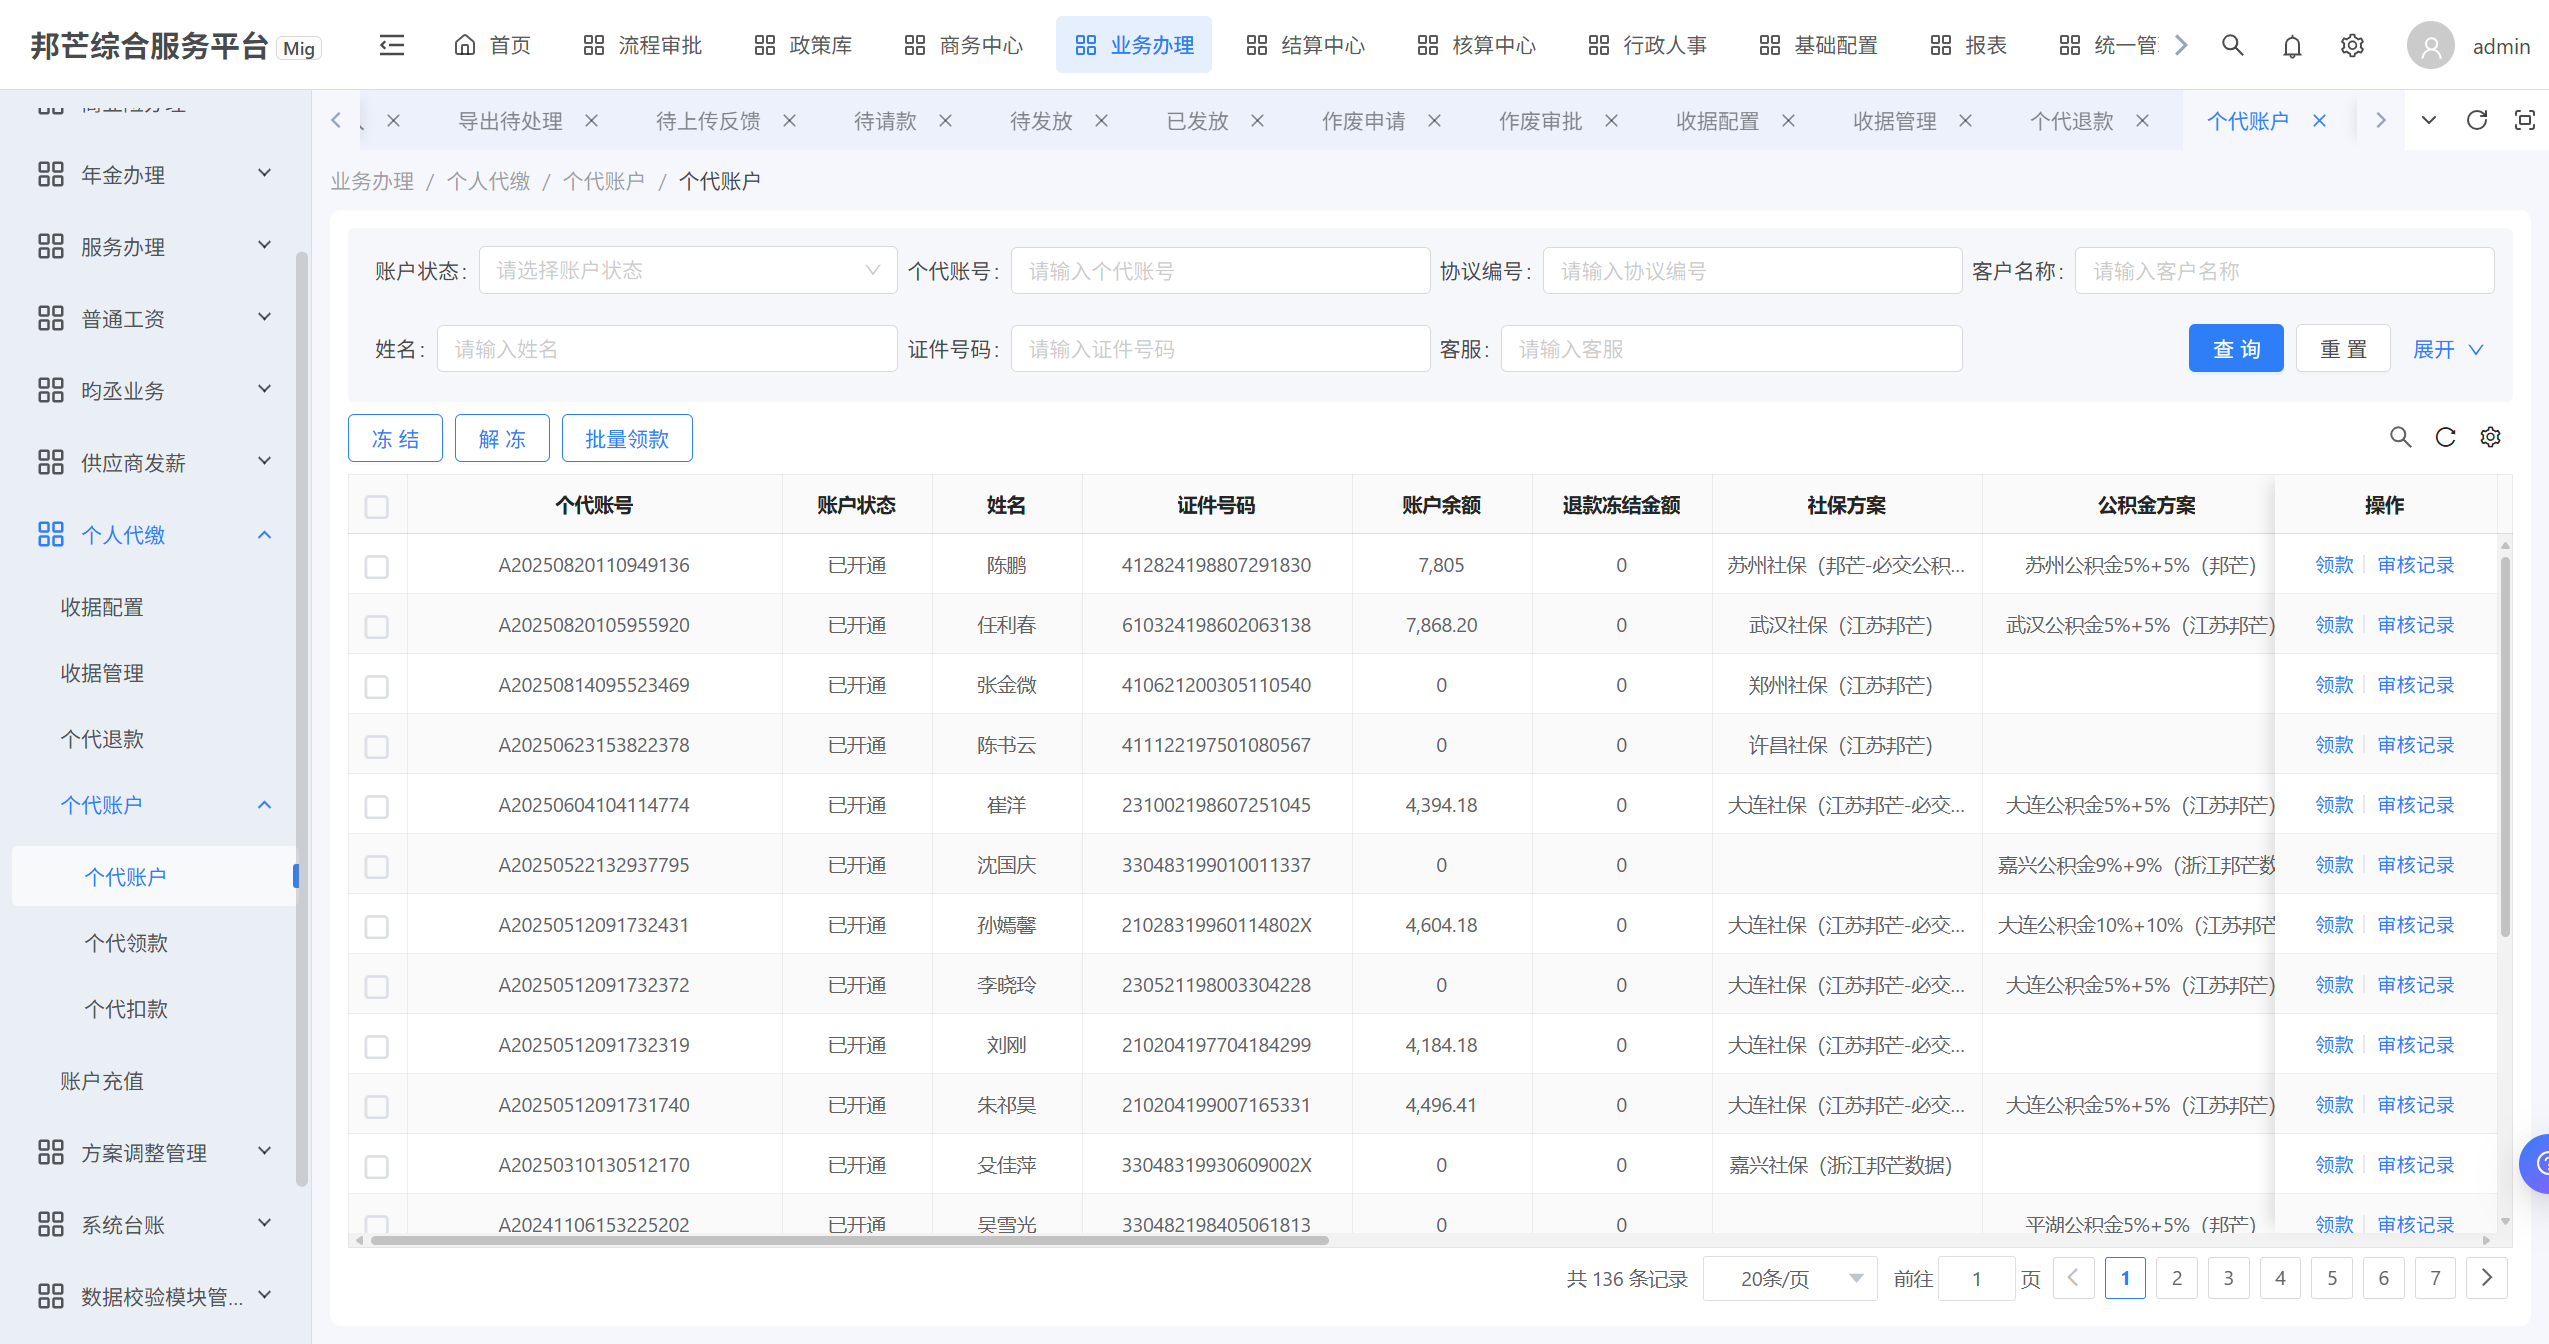 邦芒综合服务平台 Mig
首页 流程审批 政策库 商务中心 业务办理 结算中心 核算中心 行政人事 基础配置 报表 统一管 admin
导出待处理 待上传反馈 待请款 待发放 已发放 作废申请 作废审批 收据配置 收据管理 个代退款 个代账户
业务办理 / 个人代缴 / 个代账户 / 个代账户
年金办理
服务办理
普通工资
昀丞业务
供应商发薪
个人代缴
收据配置
收据管理
个代退款
个代账户
个代账户
个代领款
个代扣款
账户充值
方案调整管理
系统台账
数据校验模块管...
账户状态: 请选择账户状态 个代账号: 请输入个代账号 协议编号: 请输入协议编号 客户名称: 请输入客户名称
姓名: 请输入姓名 证件号码: 请输入证件号码 客服: 请输入客服 查询 重置 展开
冻结 解冻 批量领款
个代账号 账户状态 姓名 证件号码 账户余额 退款冻结金额 社保方案 公积金方案 操作
A20250820110949136 已开通 陈鹏 412824198807291830 7,805 0 苏州社保（邦芒-必交公积... 苏州公积金5%+5%（邦芒） 领款 审核记录
A20250820105955920 已开通 任利春 610324198602063138 7,868.20 0 武汉社保（江苏邦芒） 武汉公积金5%+5%（江苏邦芒） 领款 审核记录
A20250814095523469 已开通 张金微 410621200305110540 0 0 郑州社保（江苏邦芒） 领款 审核记录
A20250623153822378 已开通 陈书云 411122197501080567 0 0 许昌社保（江苏邦芒） 领款 审核记录
A20250604104114774 已开通 崔洋 231002198607251045 4,394.18 0 大连社保（江苏邦芒-必交... 大连公积金5%+5%（江苏邦芒） 领款 审核记录
A20250522132937795 已开通 沈国庆 330483199010011337 0 0 嘉兴公积金9%+9%（浙江邦芒数 领款 审核记录
A20250512091732431 已开通 孙嫣馨 21028319960114802X 4,604.18 0 大连社保（江苏邦芒-必交... 大连公积金10%+10%（江苏邦芒 领款 审核记录
A20250512091732372 已开通 李晓玲 230521198003304228 0 0 大连社保（江苏邦芒-必交... 大连公积金5%+5%（江苏邦芒） 领款 审核记录
A20250512091732319 已开通 刘刚 210204197704184299 4,184.18 0 大连社保（江苏邦芒-必交... 领款 审核记录
A20250512091731740 已开通 朱祁昊 210204199007165331 4,496.41 0 大连社保（江苏邦芒-必交... 大连公积金5%+5%（江苏邦芒） 领款 审核记录
A20250310130512170 已开通 殳佳萍 33048319930609002X 0 0 嘉兴社保（浙江邦芒数据） 领款 审核记录
A20241106153225202 已开通 吴雪光 330482198405061813 0 0 平湖公积金5%+5%（邦芒） 领款 审核记录
共 136 条记录 20条/页 前往 1 页 1 2 3 4 5 6 7